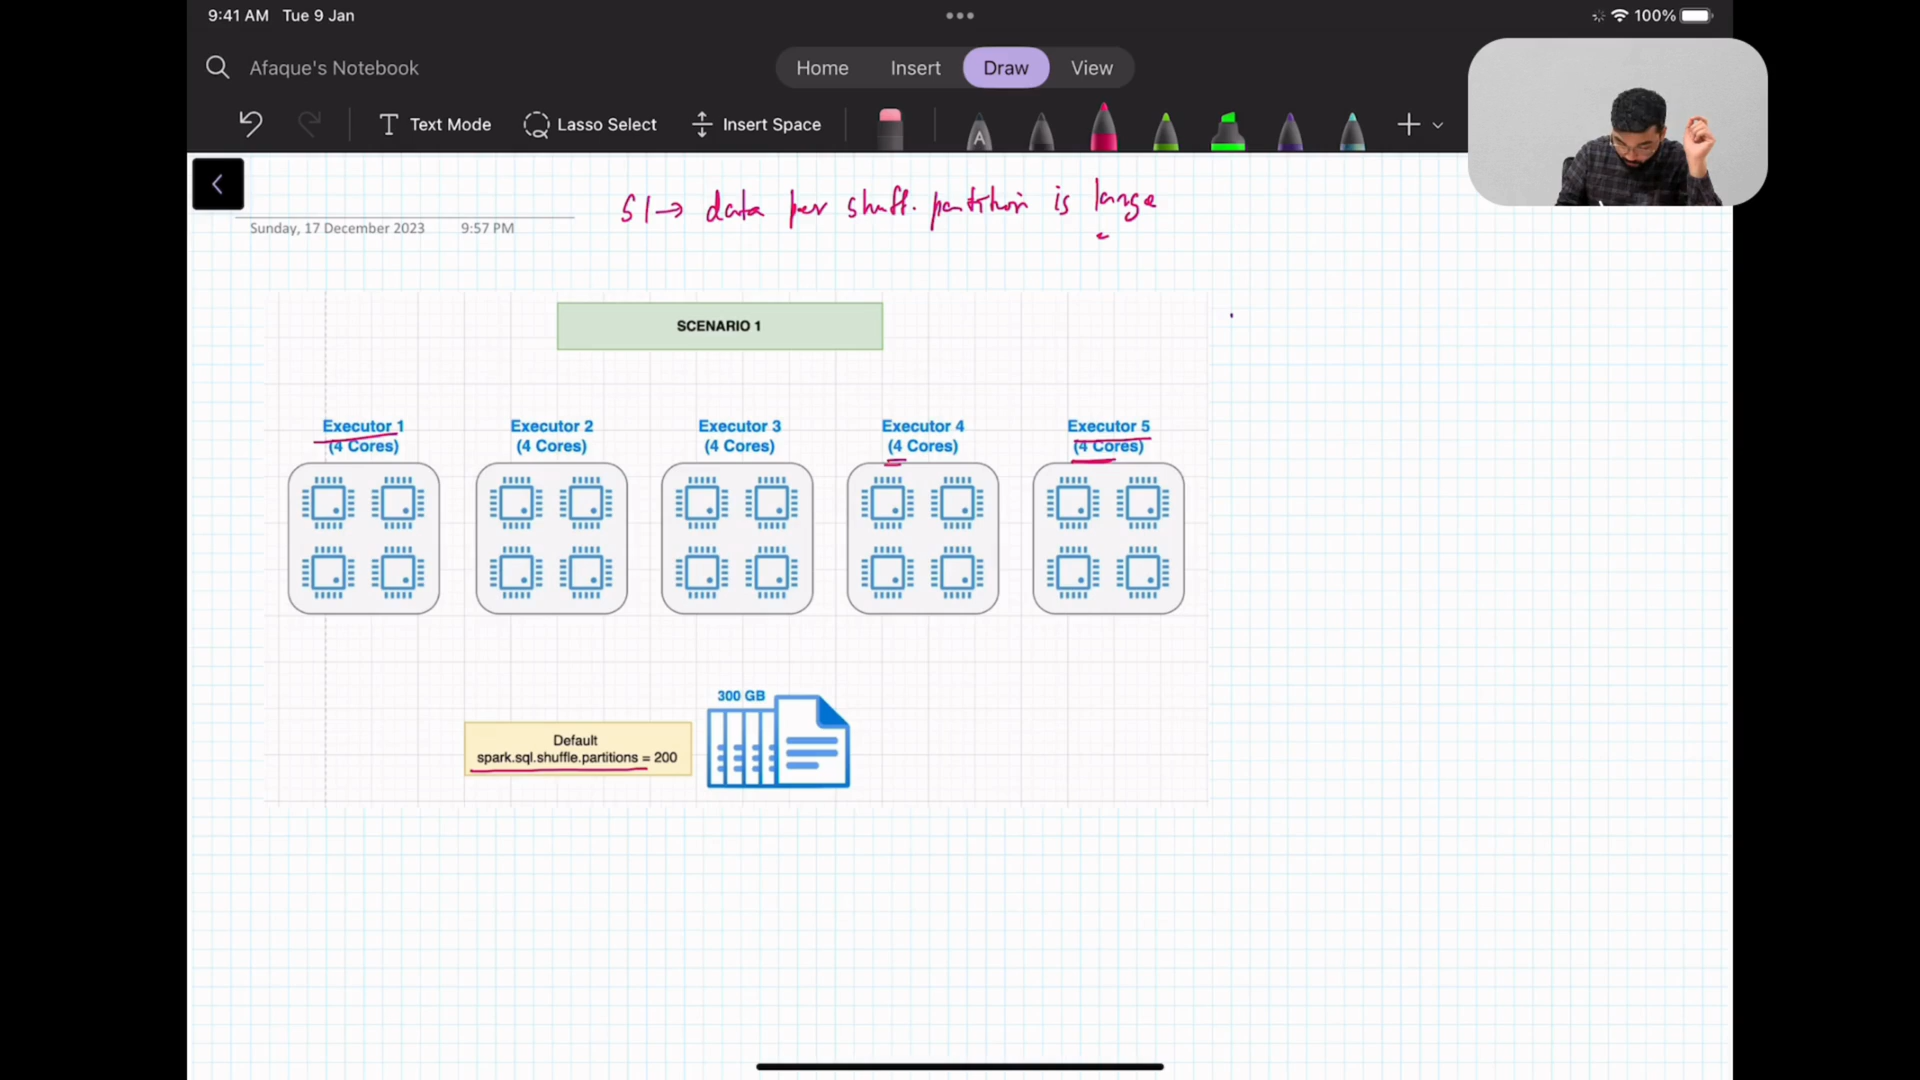 9:41 AM Tue 9 Jan
100%
Afaque's Notebook
Home Insert Draw View
Text Mode Lasso Select Insert Space
A
S1→ data per shuff. partition is large
Sunday, 17 December 2023 9:57 PM
SCENARIO 1
Executor 1
(4 Cores)
Executor 2
(4 Cores)
Executor 3
(4 Cores)
Executor 4
(4 Cores)
Executor 5
(4 Cores)
300 GB
Default
spark.sql.shuffle.partitions = 200